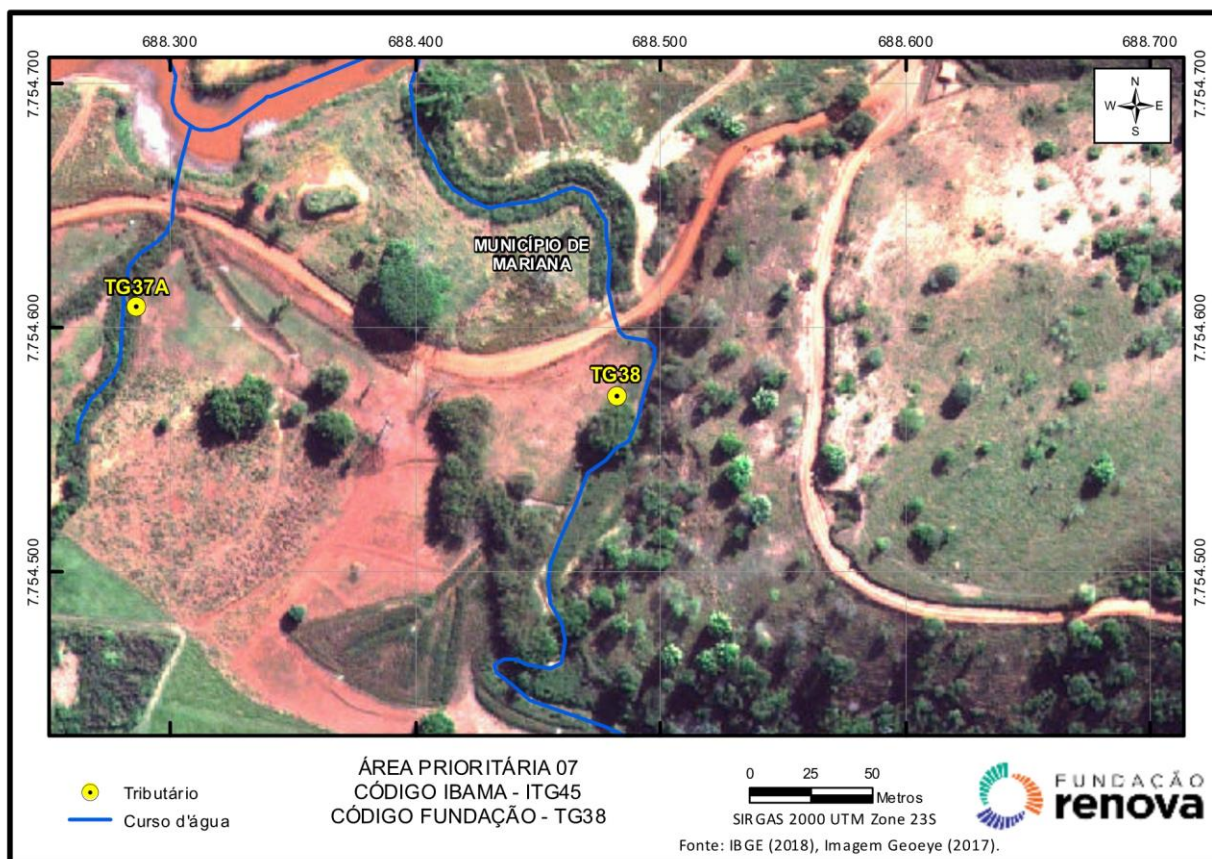 688.300 688.400 688.500 688.600 688.700
7.754.700 7.754.700
N
W E
S
MUNICÍPIO DE
MARIANA
TG37A
7.754.600 7.754.600
TG38
7.754.500 7.754.500
Tributário
Curso d'água
ÁREA PRIORITÁRIA 07
CÓDIGO IBAMA - ITG45
CÓDIGO FUNDAÇÃO - TG38
0 25 50
Metros
SIRGAS 2000 UTM Zone 23S
Fonte: IBGE (2018), Imagem Geoeye (2017).
FUNDAÇÃO
renova